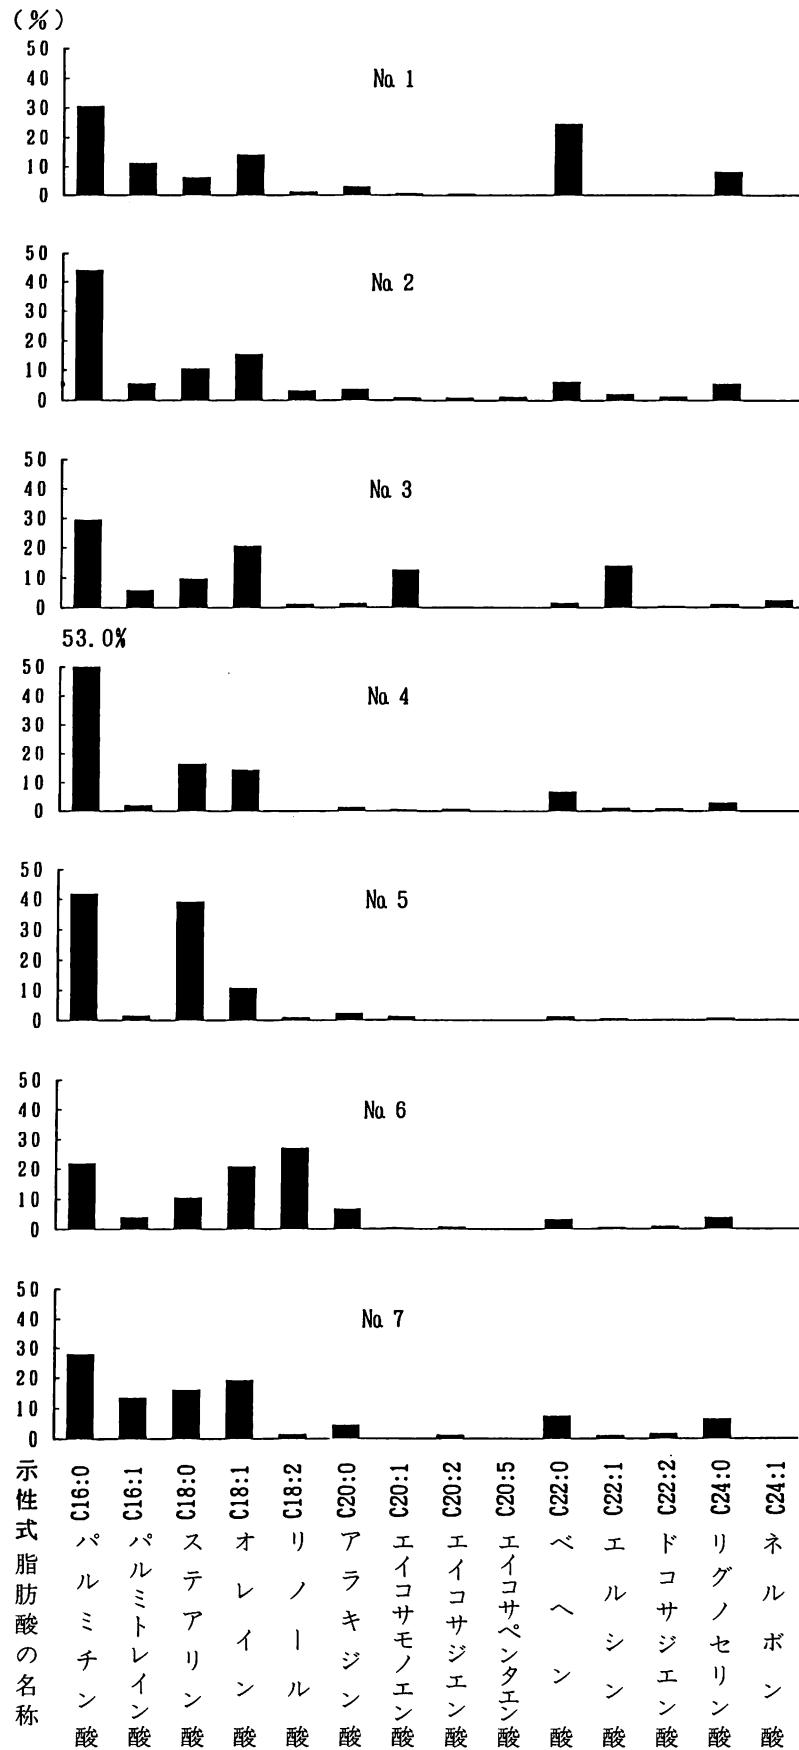 (%)
50
40
30
20
10
0
№ 1
50
40
30
20
10
0
№ 2
50
40
30
20
10
0
№ 3
53.0%
50
40
30
20
10
0
№ 4
50
40
30
20
10
0
№ 5
50
40
30
20
10
0
№ 6
50
40
30
20
10
0
№ 7
示性式
C16:0
C16:1
C18:0
C18:1
C18:2
C20:0
C20:1
C20:2
C20:5
C22:0
C22:1
C22:2
C24:0
C24:1
脂肪酸の名称
パルミチン酸
パルミトレイン酸
ステアリン酸
オレイン酸
リノール酸
アラキジン酸
エイコサモノエン酸
エイコサジエン酸
エイコサペンタエン酸
ベヘン酸
エルシン酸
ドコサジエン酸
リグノセリン酸
ネルボン酸